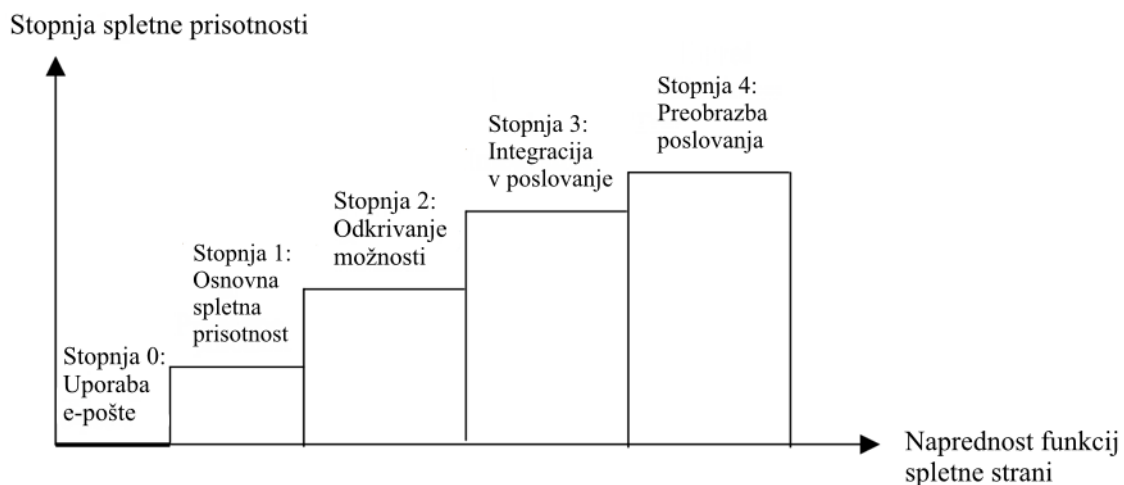 Stopnja spletne prisotnosti
Stopnja 4:
Preobrazba
poslovanja
Stopnja 3:
Integracija
v poslovanje
Stopnja 2:
Odkrivanje
možnosti
Stopnja 1:
Osnovna
spletna
prisotnost
Stopnja 0:
Uporaba
e-pošte
Naprednost funkcij
spletne strani